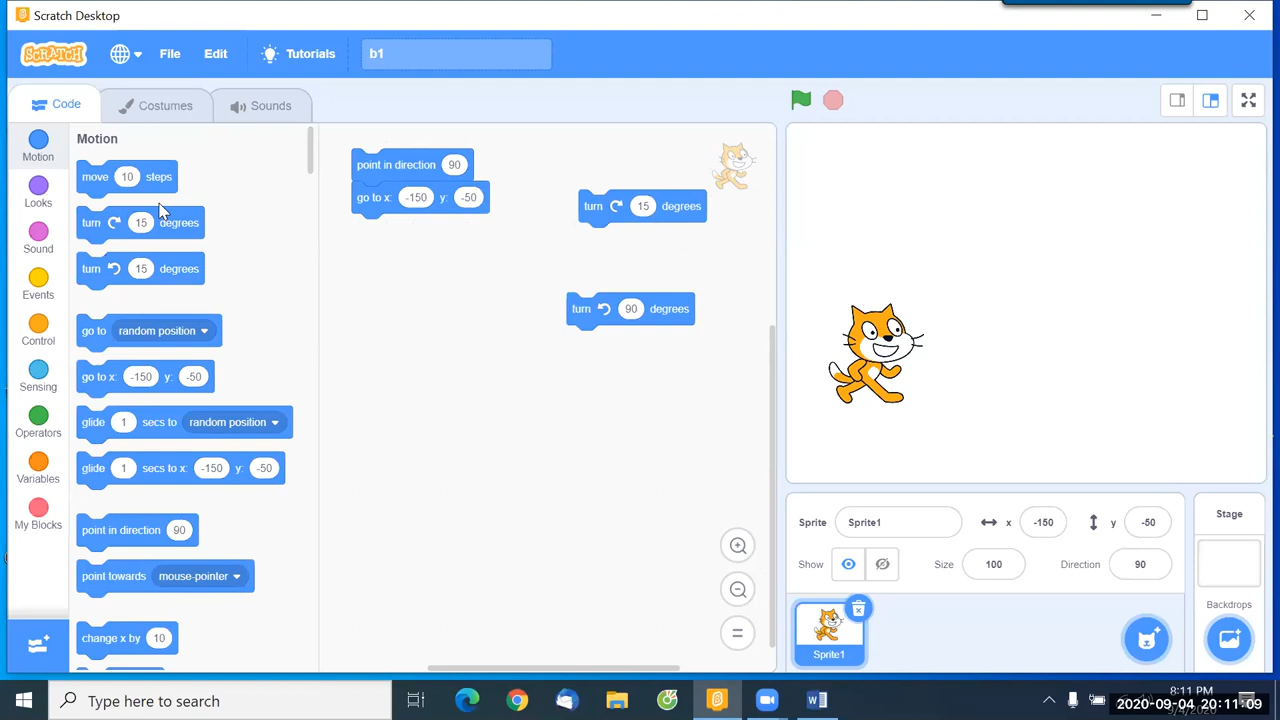 Scratch Desktop
SCRATCH
File
Edit
Tutorials
b1
Code
Costumes
Sounds
Motion
Looks
Sound
Events
Control
Sensing
Operators
Variables
My Blocks
Motion
move 10 steps
turn 15 degrees
turn 15 degrees
go to random position
go to x: -150 y: -50
glide 1 secs to random position
glide 1 secs to x: -150 y: -50
point in direction 90
point towards mouse-pointer
change x by 10
point in direction 90
go to x: -150 y: -50
turn 15 degrees
turn 90 degrees
Sprite Sprite1 x -150 y -50
Show Size 100 Direction 90
Sprite1
Stage
Backdrops
Type here to search
8:11 PM
2020-09-04 20:11:09